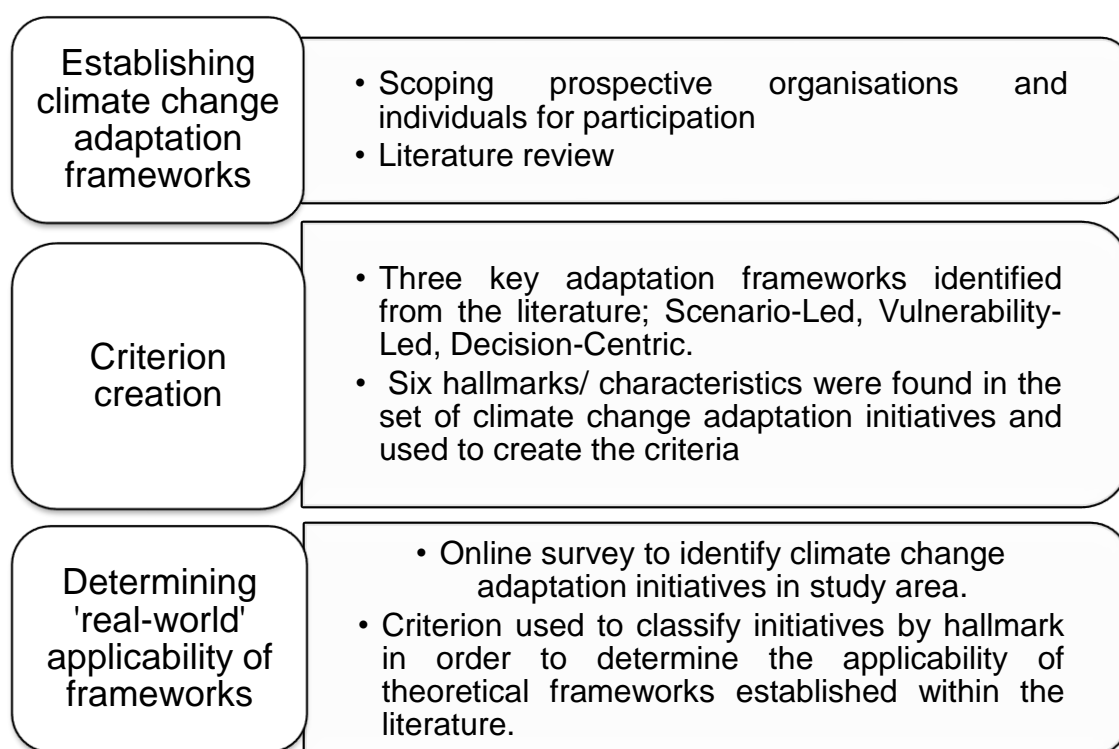 Establishing
climate change
adaptation
frameworks
• Scoping prospective organisations and
individuals for participation
• Literature review
Criterion
creation
• Three key adaptation frameworks identified
from the literature; Scenario-Led, Vulnerability-
Led, Decision-Centric.
• Six hallmarks/ characteristics were found in the
set of climate change adaptation initiatives and
used to create the criteria
Determining
'real-world'
applicability of
frameworks
• Online survey to identify climate change
adaptation initiatives in study area.
• Criterion used to classify initiatives by hallmark
in order to determine the applicability of
theoretical frameworks established within the
literature.